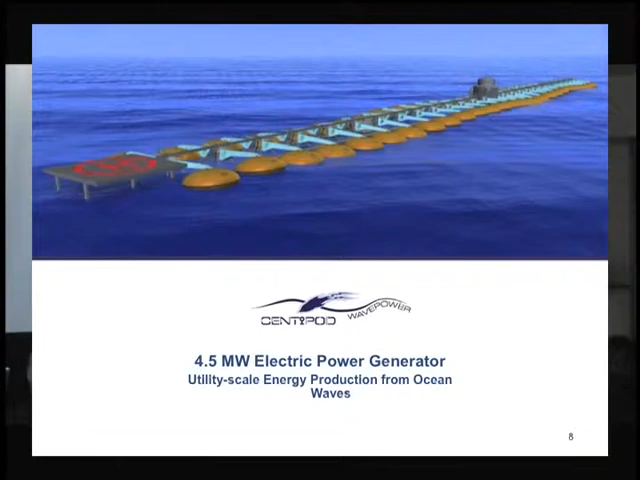 CENTIPOD
WAVEPOWER
4.5 MW Electric Power Generator
Utility-scale Energy Production from Ocean
Waves
8